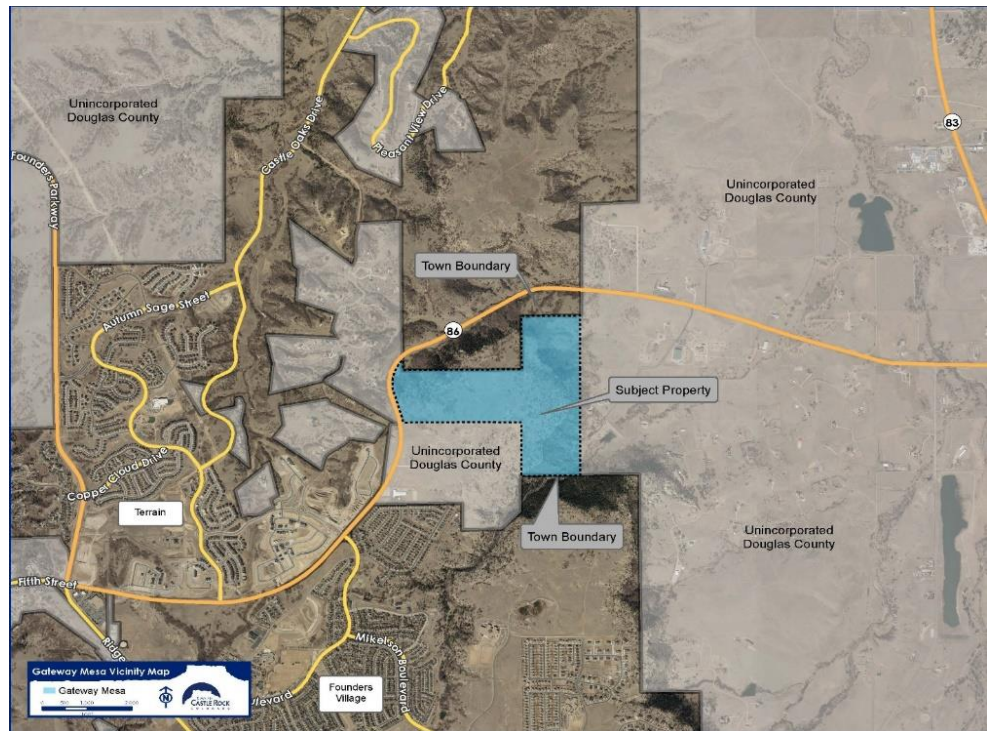 Unincorporated
Douglas County
Founders Parkway
Castle Oaks Drive
Pleasant View Drive
83
Unincorporated
Douglas County
Town Boundary
Autumn Sage Street
86
Subject Property
Unincorporated
Douglas County
Copper Cloud Drive
Terrain
Town Boundary
Unincorporated
Douglas County
Fifth Street
Ridge
Mikelson Boulevard
Founders
Village
Gateway Mesa Vicinity Map
Gateway Mesa
N
CASTLE ROCK
COLORADO